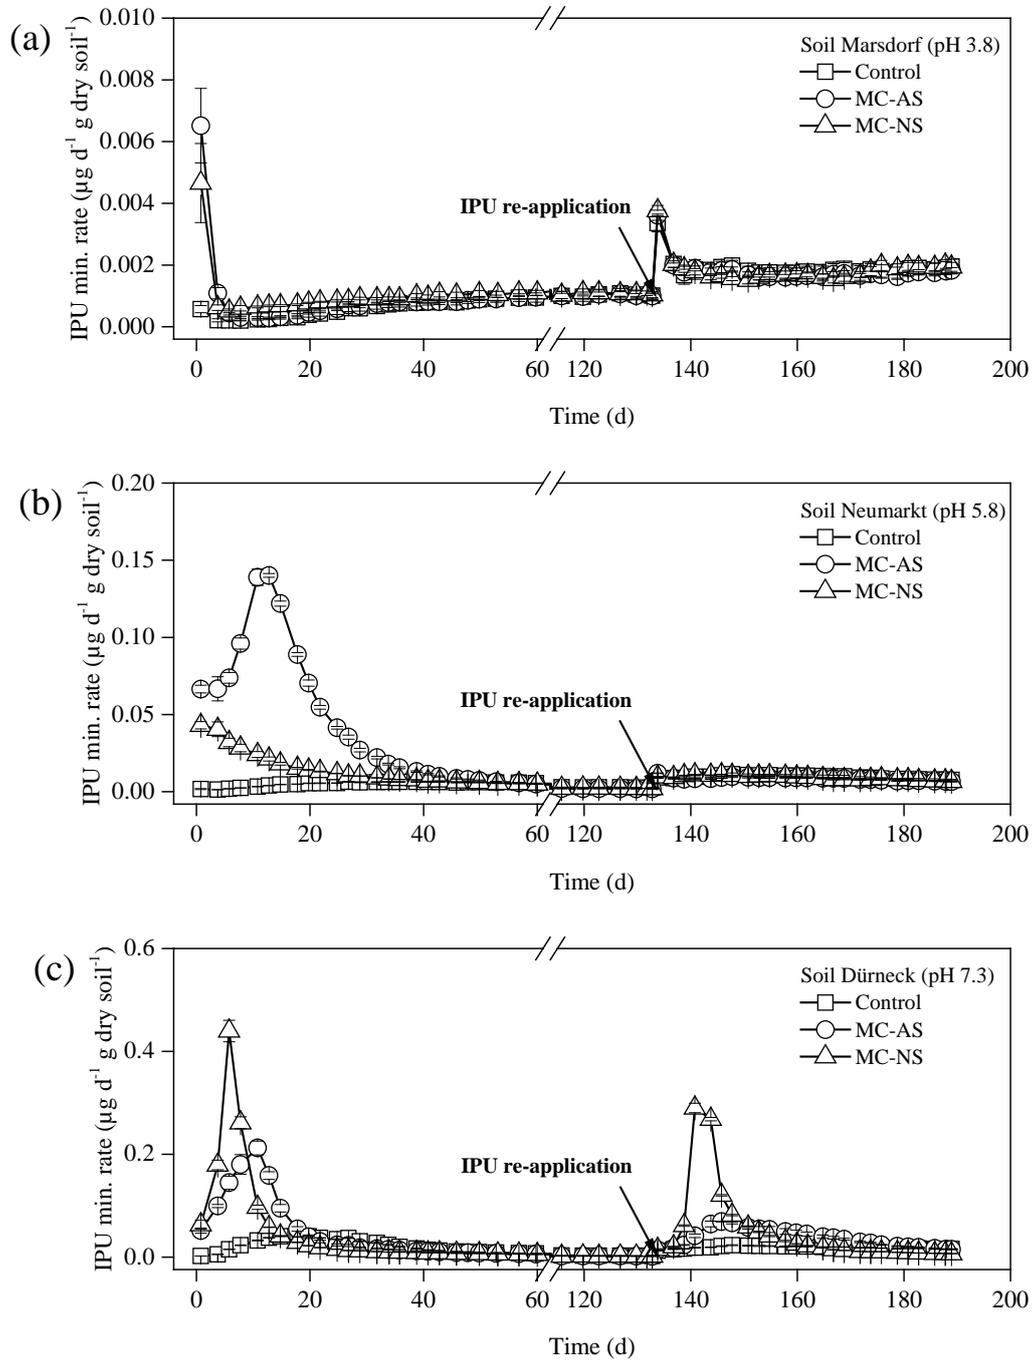 (a)
IPU min. rate (µg d-1 g dry soil-1)
0.010
0.008
0.006
0.004
0.002
0.000
Soil Marsdorf (pH 3.8)
Control
MC-AS
MC-NS
IPU re-application
0 20 40 60 120 140 160 180 200
Time (d)
(b)
IPU min. rate (µg d-1 g dry soil-1)
0.20
0.15
0.10
0.05
0.00
Soil Neumarkt (pH 5.8)
Control
MC-AS
MC-NS
IPU re-application
0 20 40 60 120 140 160 180 200
Time (d)
(c)
IPU min. rate (µg d-1 g dry soil-1)
0.6
0.4
0.2
0.0
Soil Dürneck (pH 7.3)
Control
MC-AS
MC-NS
IPU re-application
0 20 40 60 120 140 160 180 200
Time (d)